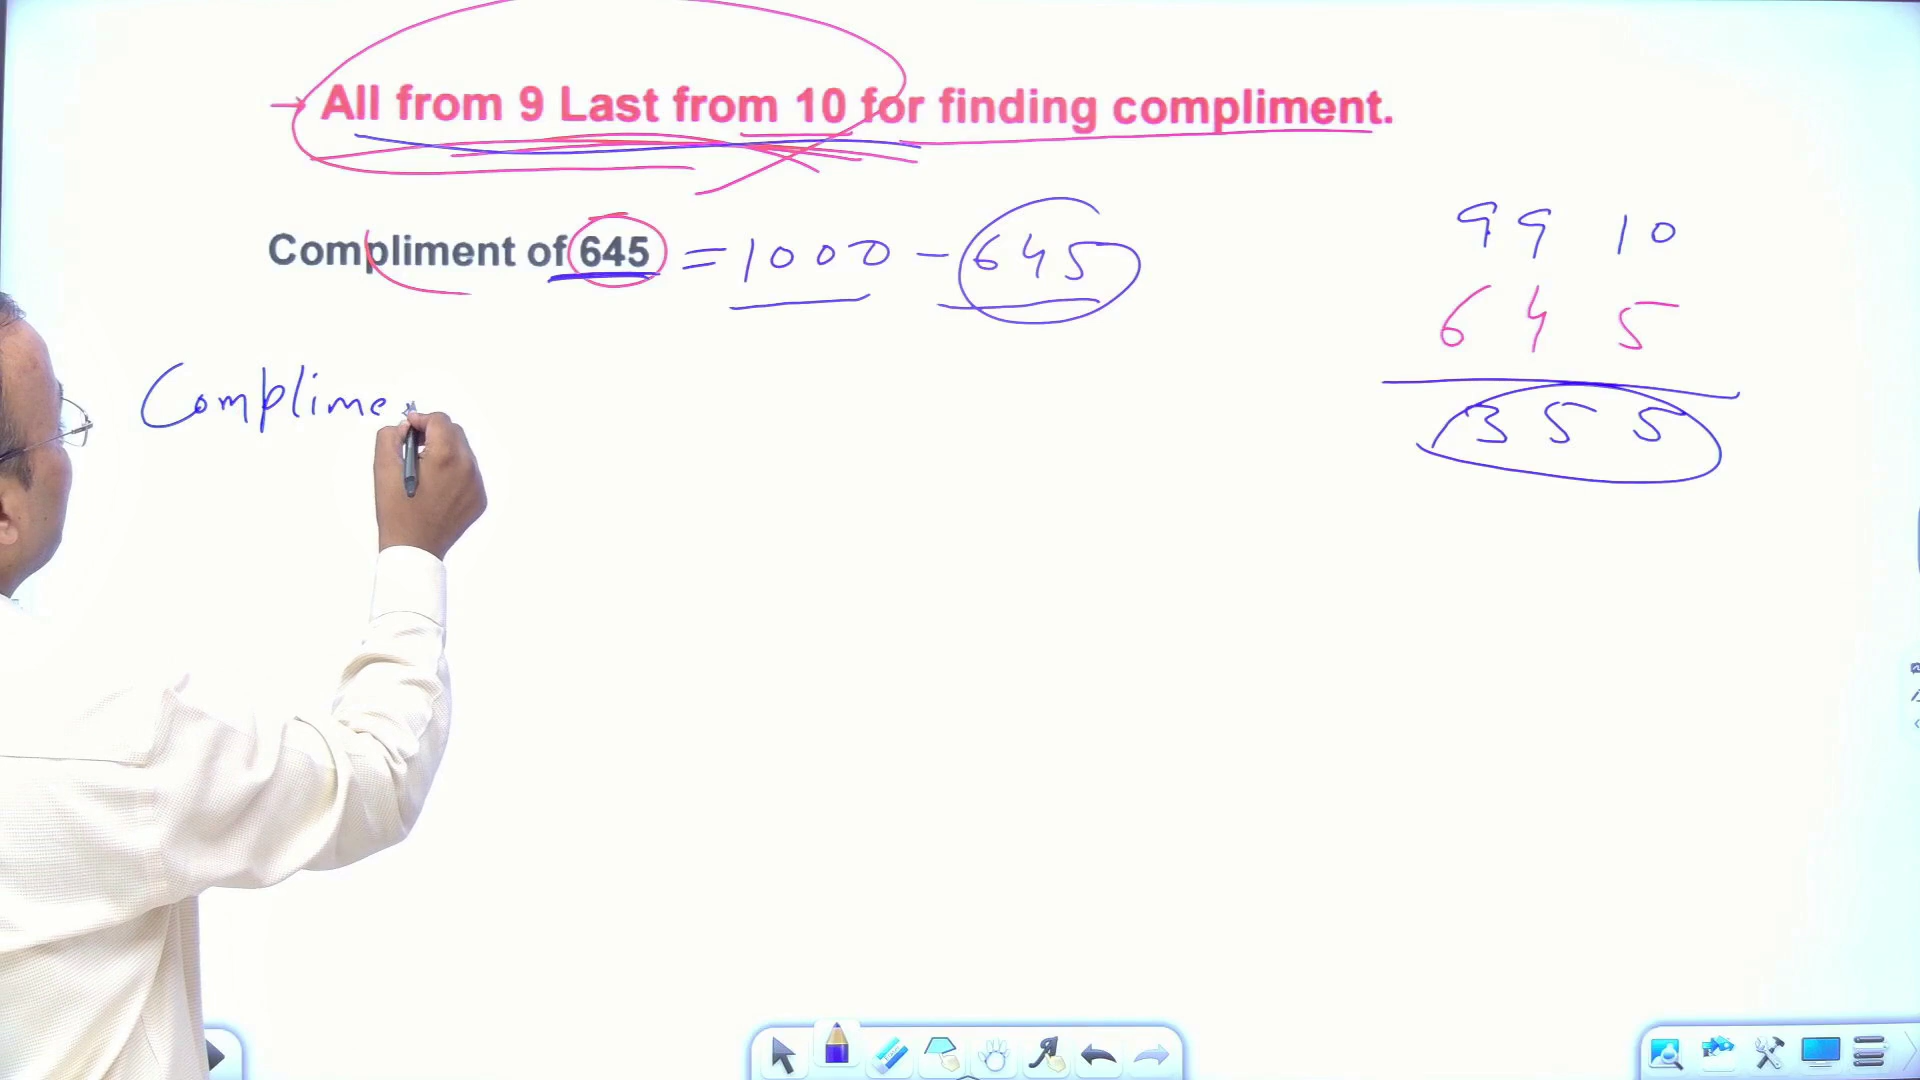 → All from 9 Last from 10 for finding compliment.
Compliment of 645 = 1000 - 645
9 9 10
6 4 5
3 5 5
Complime